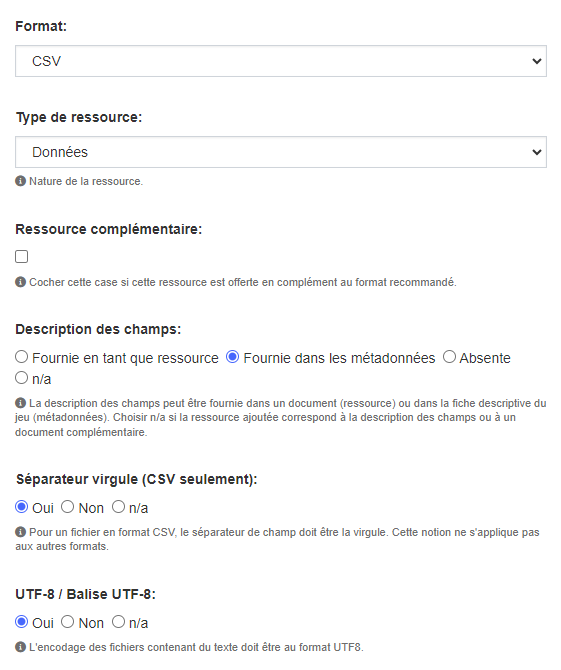 Format:
CSV
Type de ressource:
Données
Nature de la ressource.
Ressource complémentaire:
Cocher cette case si cette ressource est offerte en complément au format recommandé.
Description des champs:
Fournie en tant que ressource Fournie dans les métadonnées Absente
n/a
La description des champs peut être fournie dans un document (ressource) ou dans la fiche descriptive du
jeu (métadonnées). Choisir n/a si la ressource ajoutée correspond à la description des champs ou à un
document complémentaire.
Séparateur virgule (CSV seulement):
Oui Non n/a
Pour un fichier en format CSV, le séparateur de champ doit être la virgule. Cette notion ne s'applique pas
aux autres formats.
UTF-8 / Balise UTF-8:
Oui Non n/a
L'encodage des fichiers contenant du texte doit être au format UTF8.